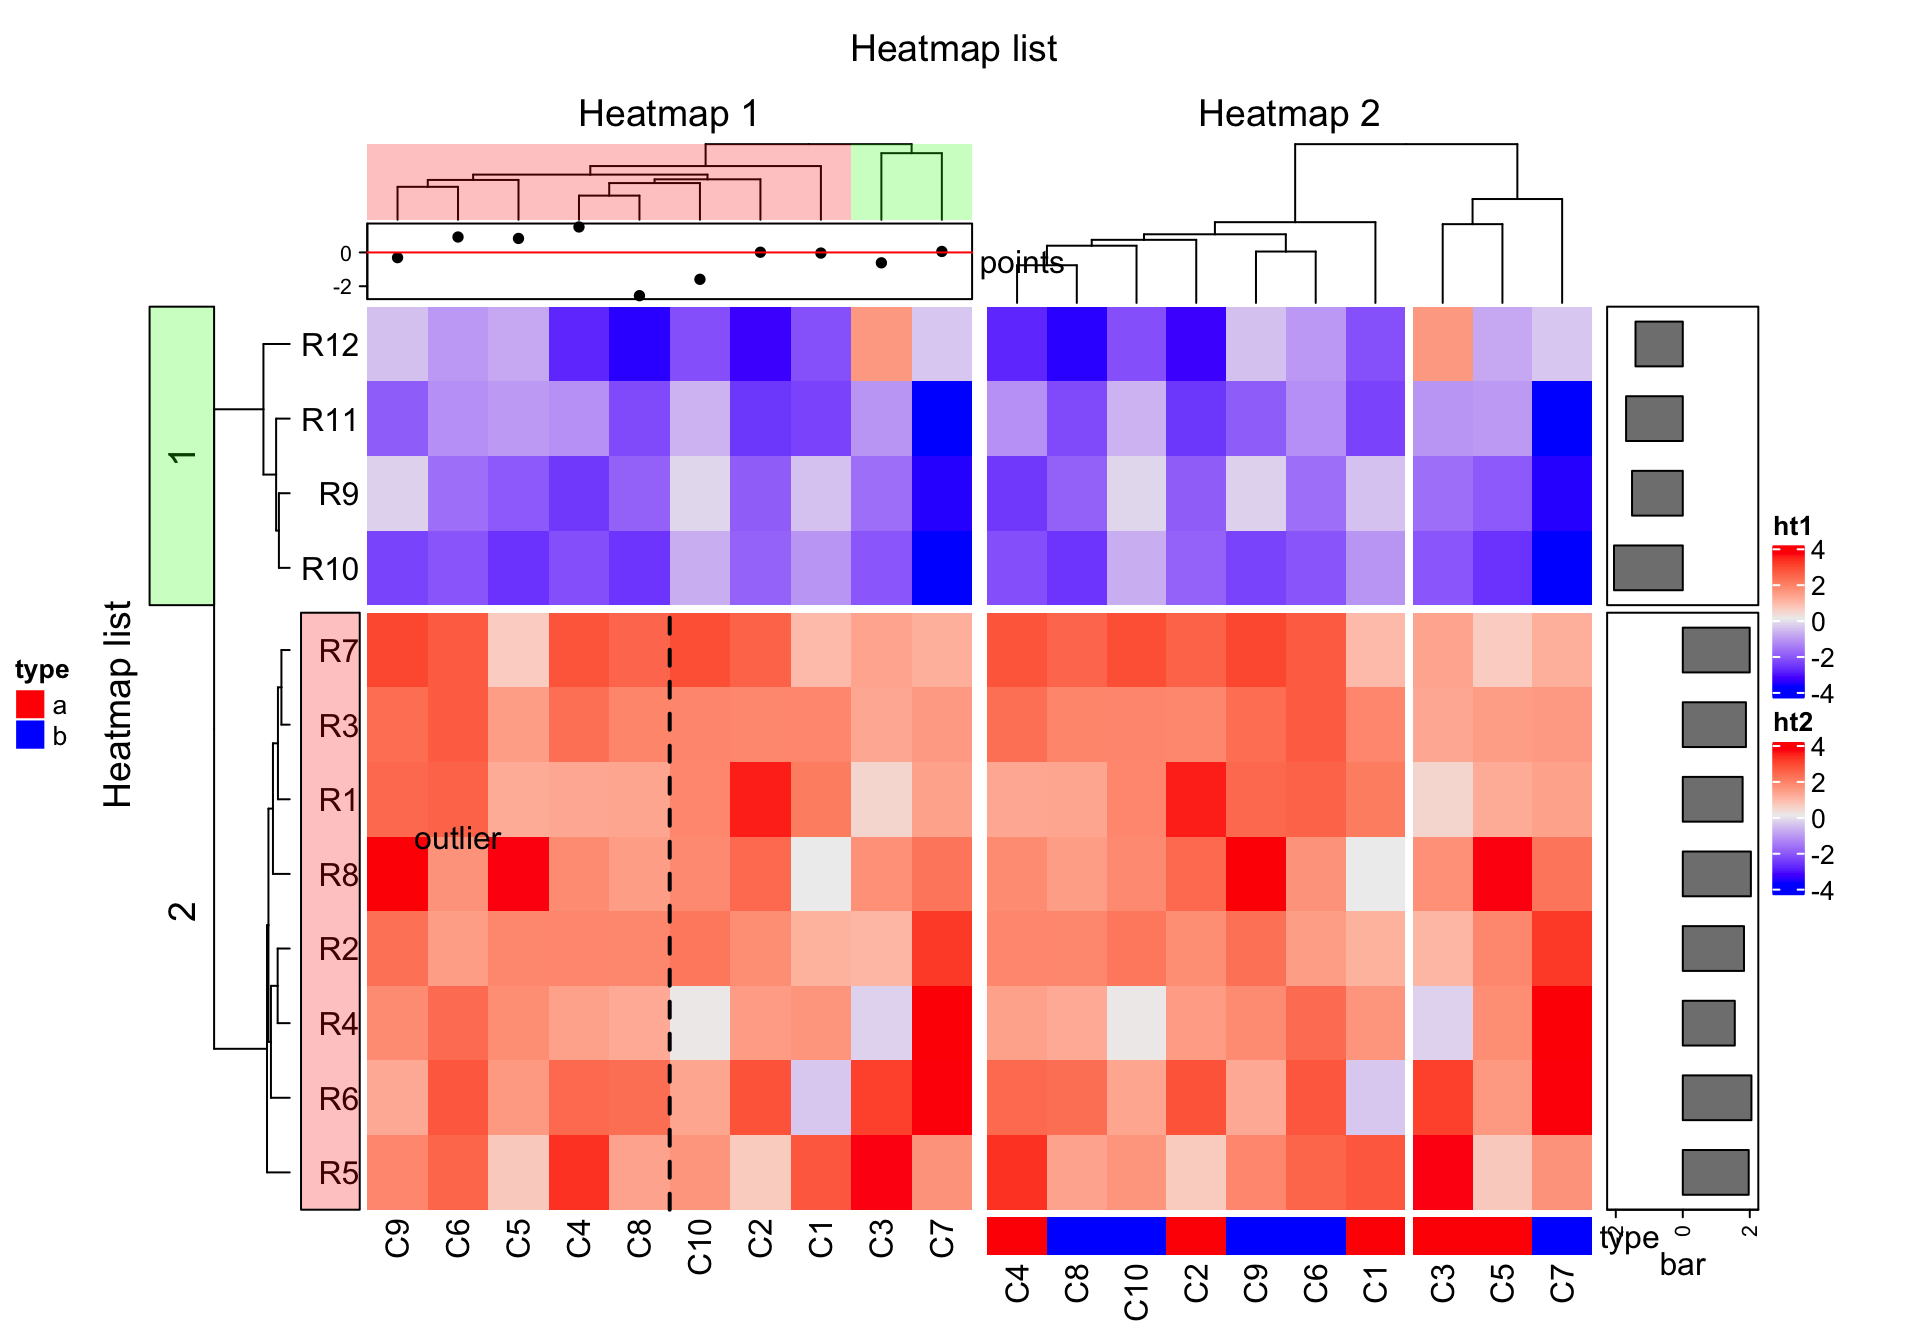 Heatmap list
Heatmap 1
Heatmap 2
0
-2
points
R12
R11
R9
R10
R7
R3
R1
R8
R2
R4
R6
R5
1
2
Heatmap list
outlier
type
a
b
C9 C6 C5 C4 C8 C10 C2 C1 C3 C7
C4 C8 C10 C2 C9 C6 C1 C3 C5 C7
type
-2 0 2
bar
ht1
4
2
0
-2
-4
ht2
4
2
0
-2
-4